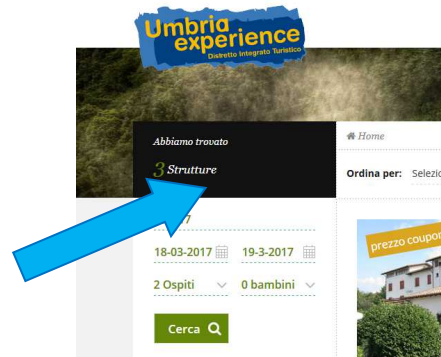 Umbria
experience
Distretto Integrato Turistico
Abbiamo trovato
3 Strutture
Home
Ordina per:
7
18-03-2017 19-3-2017
2 Ospiti 0 bambini
Cerca
prezzo coupon